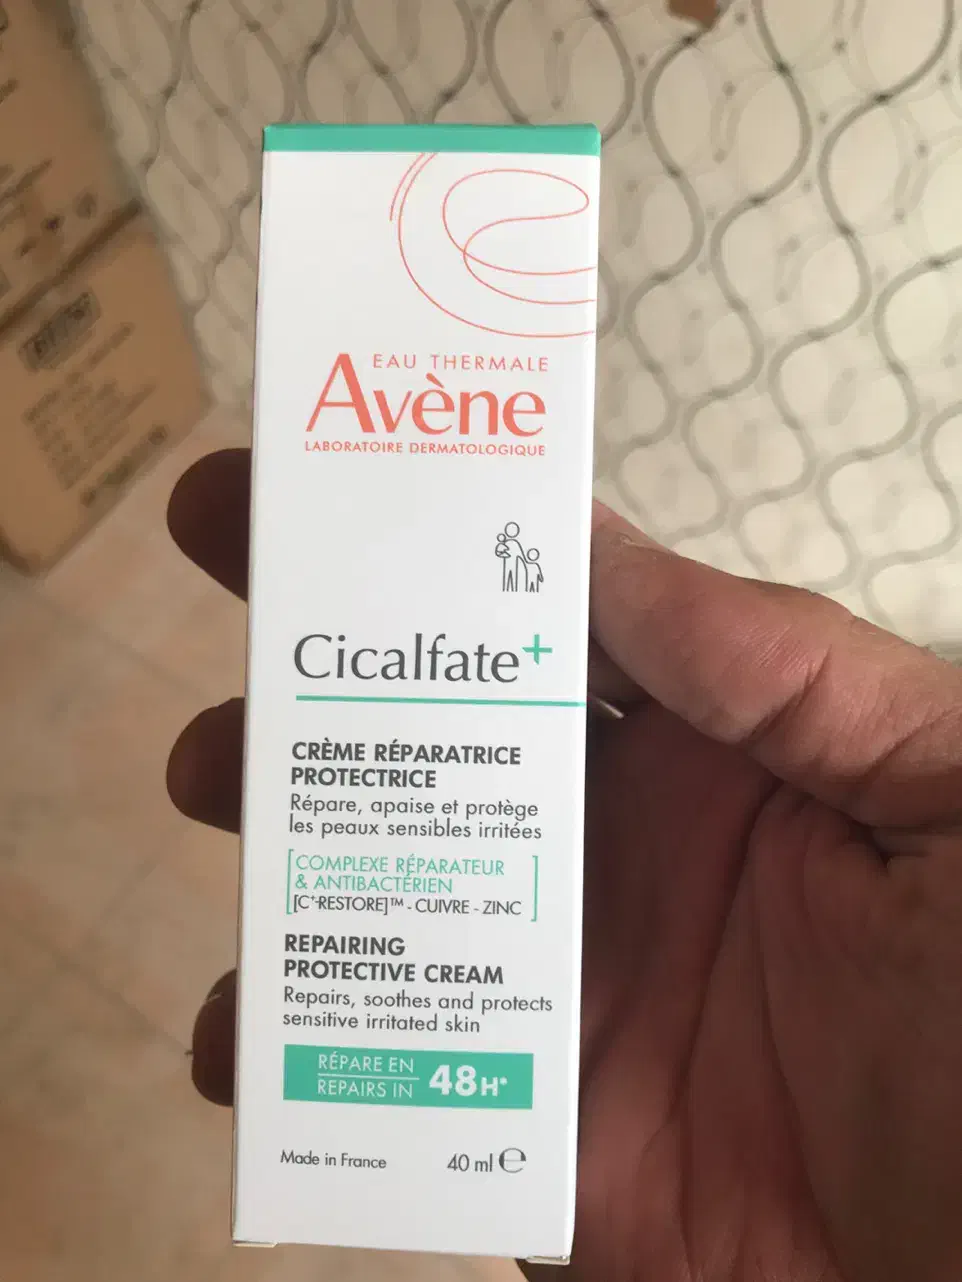 EAU THERMALE
Avène
LABORATOIRE DERMATOLOGIQUE
Cicalfate+
CRÈME RÉPARATRICE
PROTECTRICE
Répare, apaise et protège
les peaux sensibles irritées
COMPLEXE RÉPARATEUR
& ANTIBACTÉRIEN
[C+-RESTORE]™ - CUIVRE - ZINC
REPAIRING
PROTECTIVE CREAM
Repairs, soothes and protects
sensitive irritated skin
RÉPARE EN
REPAIRS IN
48H*
Made in France
40 ml ℮